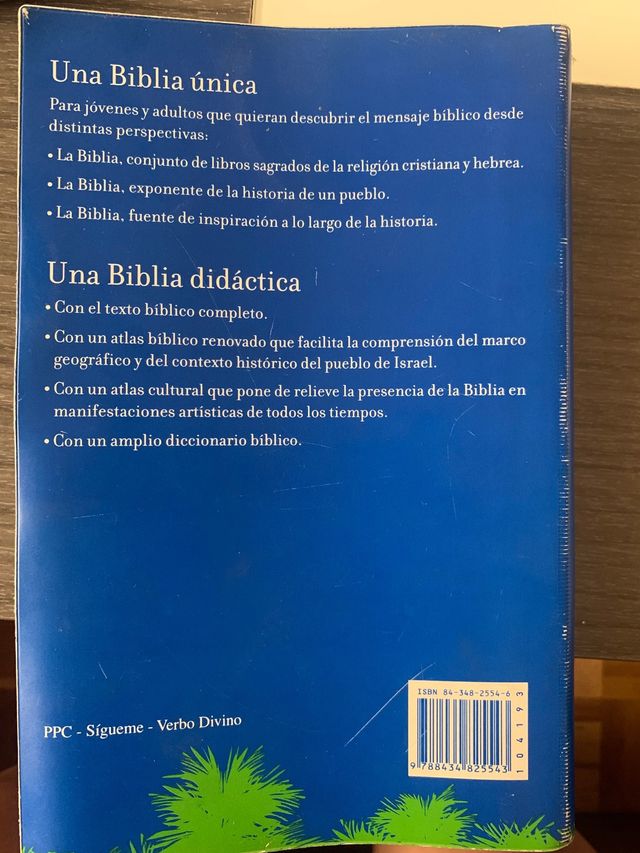 Una Biblia única
Para jóvenes y adultos que quieran descubrir el mensaje bíblico desde
distintas perspectivas:
• La Biblia, conjunto de libros sagrados de la religión cristiana y hebrea.
• La Biblia, exponente de la historia de un pueblo.
• La Biblia, fuente de inspiración a lo largo de la historia.
Una Biblia didáctica
• Con el texto bíblico completo.
• Con un atlas bíblico renovado que facilita la comprensión del marco
geográfico y del contexto histórico del pueblo de Israel.
• Con un atlas cultural que pone de relieve la presencia de la Biblia en
manifestaciones artísticas de todos los tiempos.
• Con un amplio diccionario bíblico.
PPC - Sígueme - Verbo Divino
ISBN 84-348-2554-6
9 788434 825543
104193